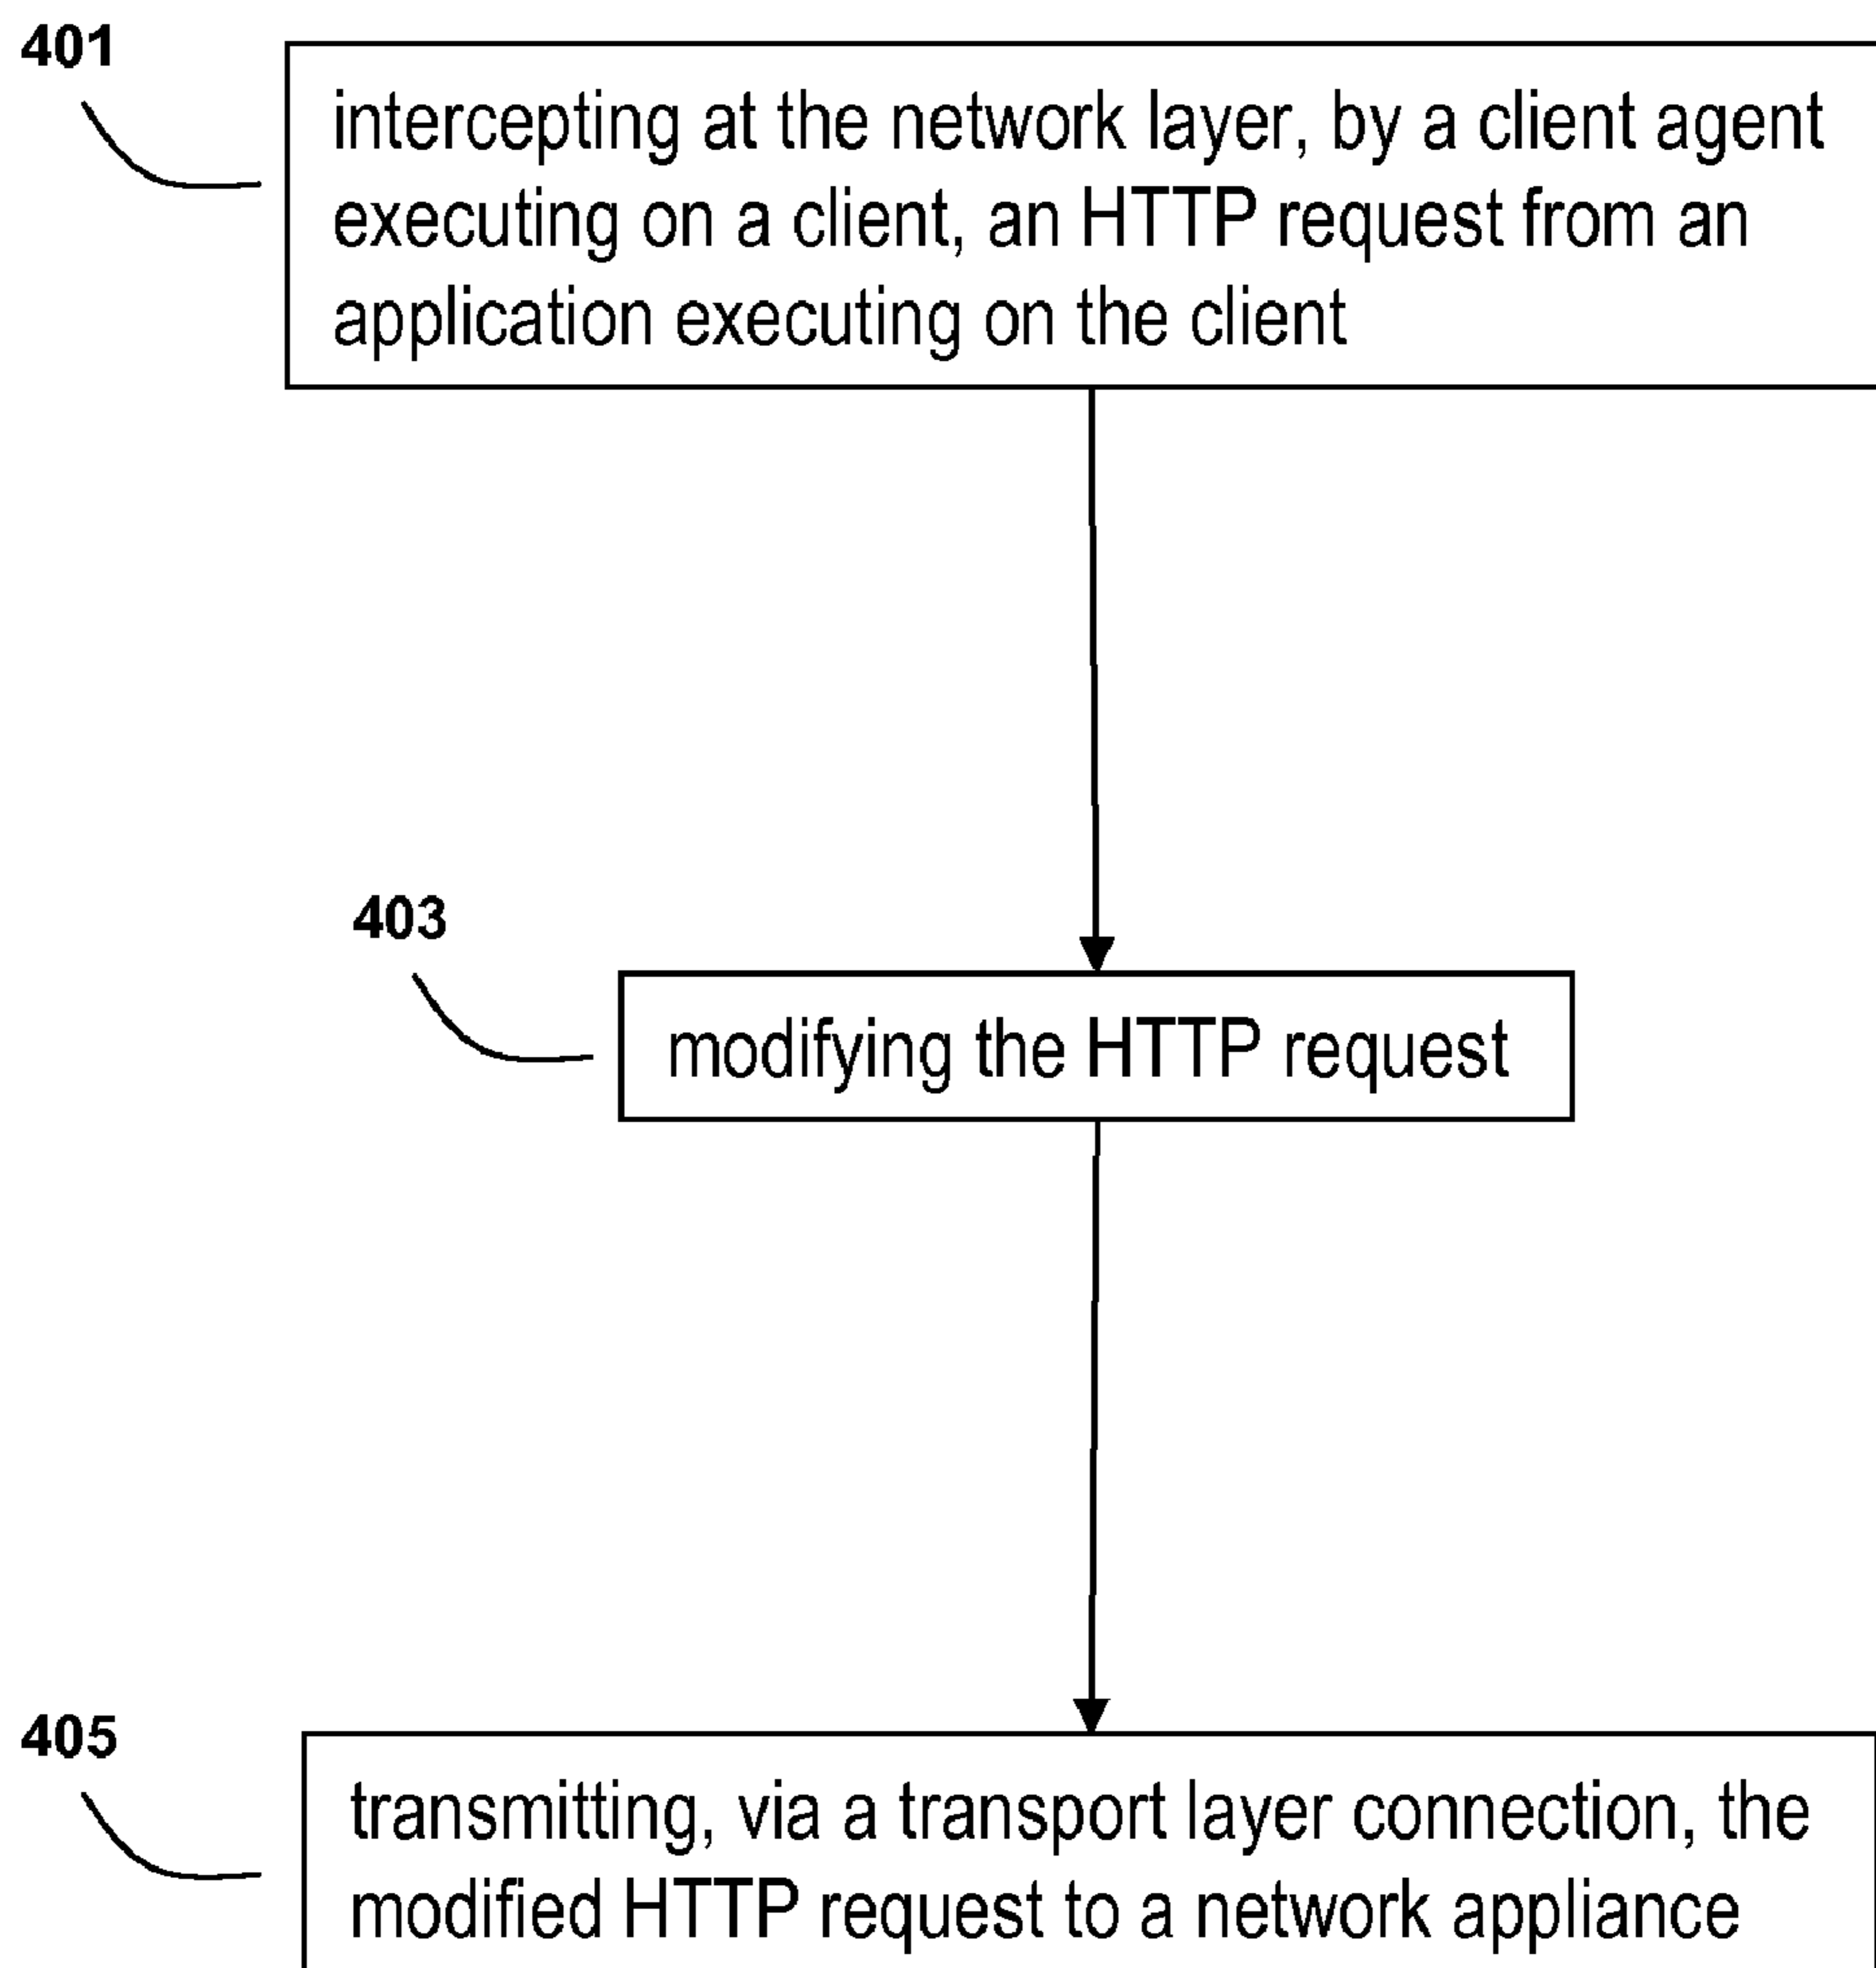 401
intercepting at the network layer, by a client agent
executing on a client, an HTTP request from an
application executing on the client
403
modifying the HTTP request
405
transmitting, via a transport layer connection, the
modified HTTP request to a network appliance